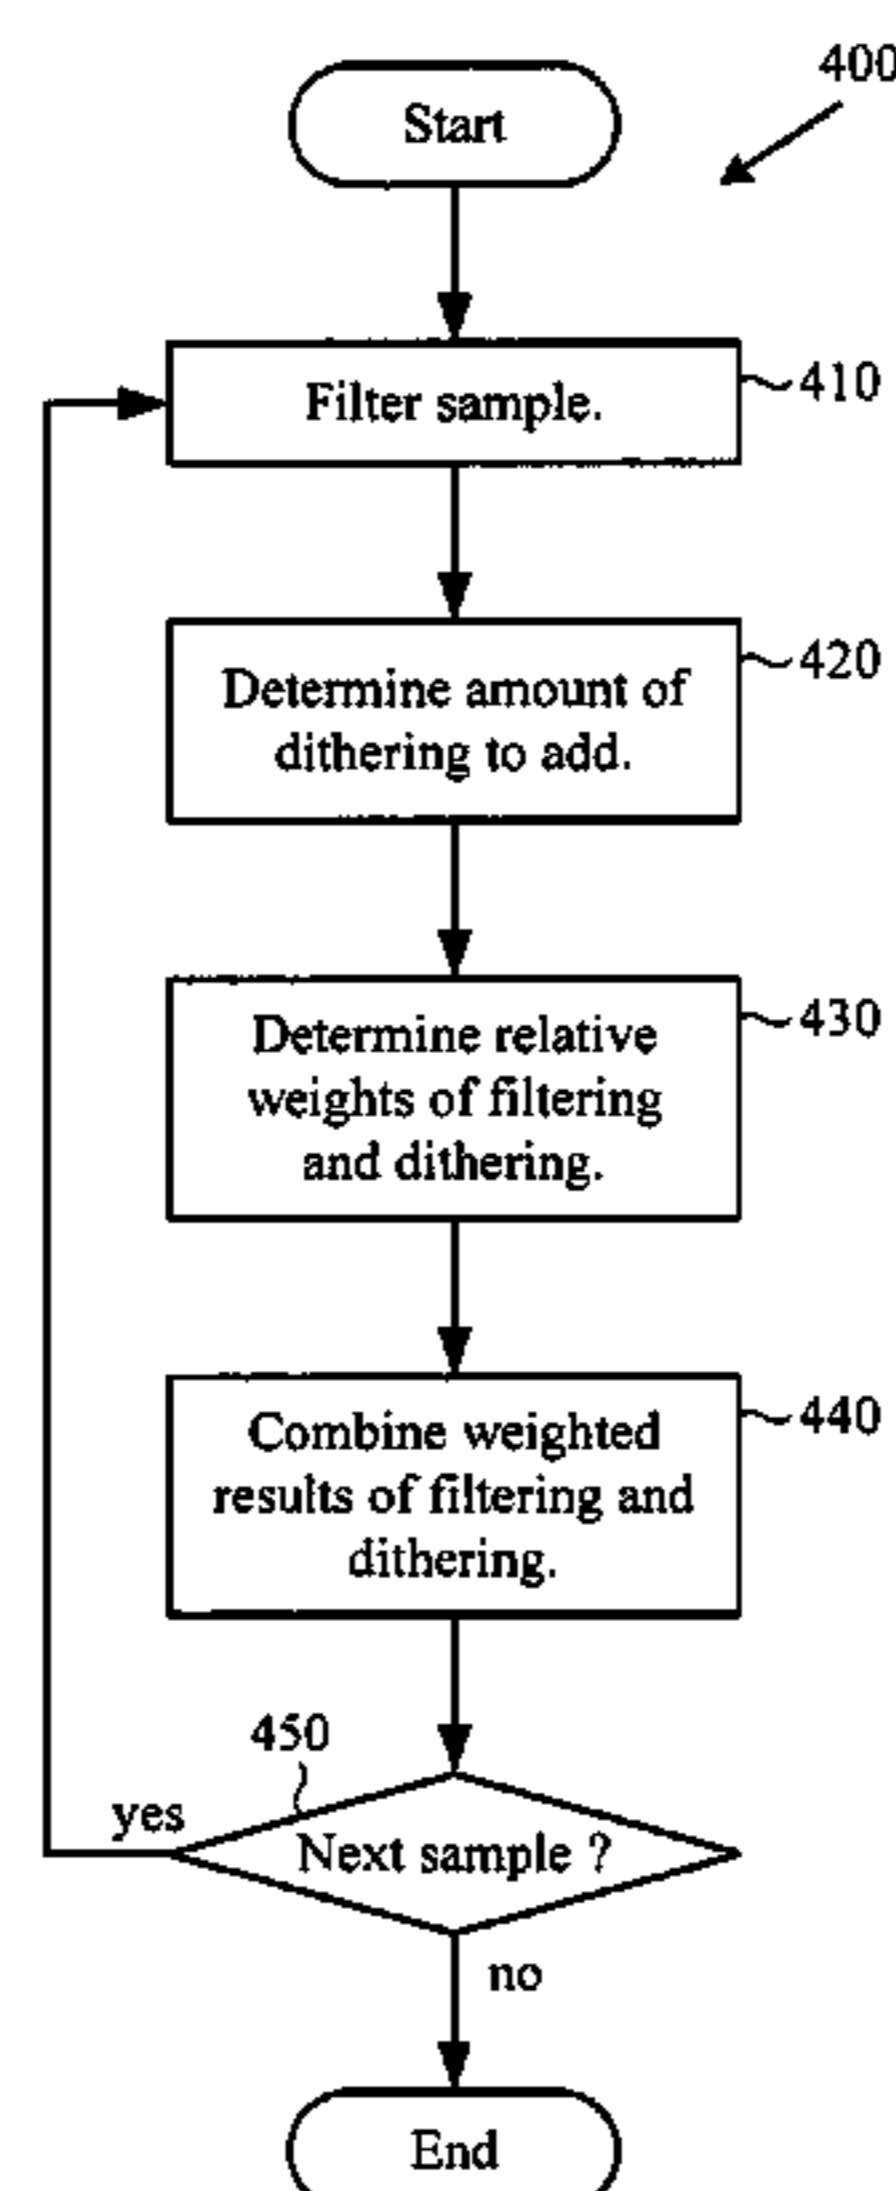 400
Start
Filter sample.
410
Determine amount of
dithering to add.
420
Determine relative
weights of filtering
and dithering.
430
Combine weighted
results of filtering and
dithering.
440
450
yes
Next sample ?
no
End